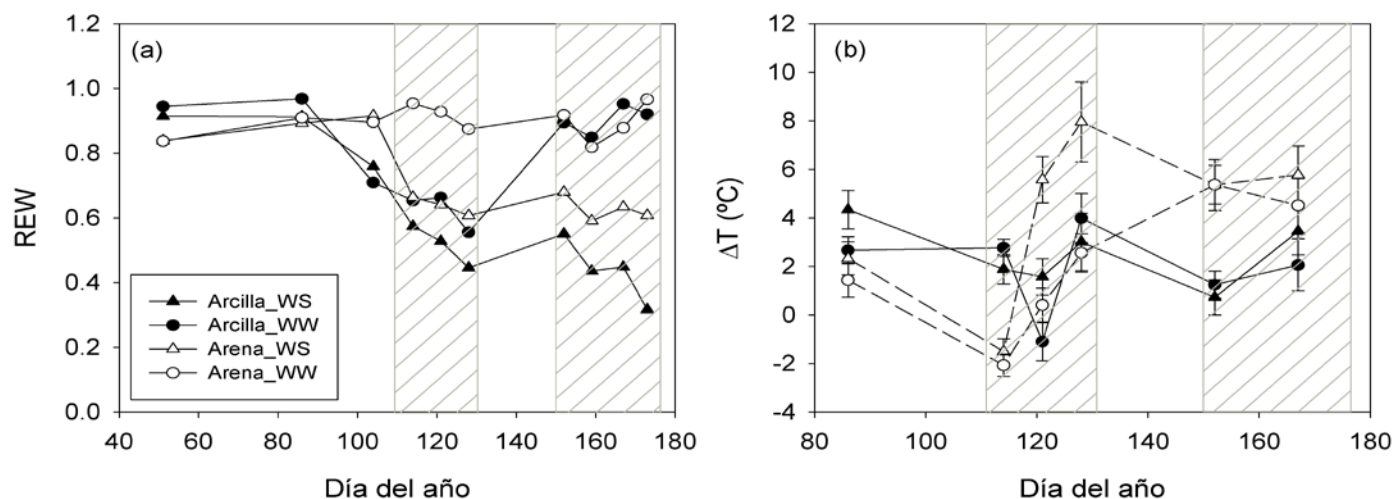 (a)
REW
1.2
1.0
0.8
0.6
0.4
0.2
0.0
Arcilla_WS
Arcilla_WW
Arena_WS
Arena_WW
40 60 80 100 120 140 160 180
Día del año
(b)
ΔT (ºC)
12
10
8
6
4
2
0
-2
-4
80 100 120 140 160 180
Día del año